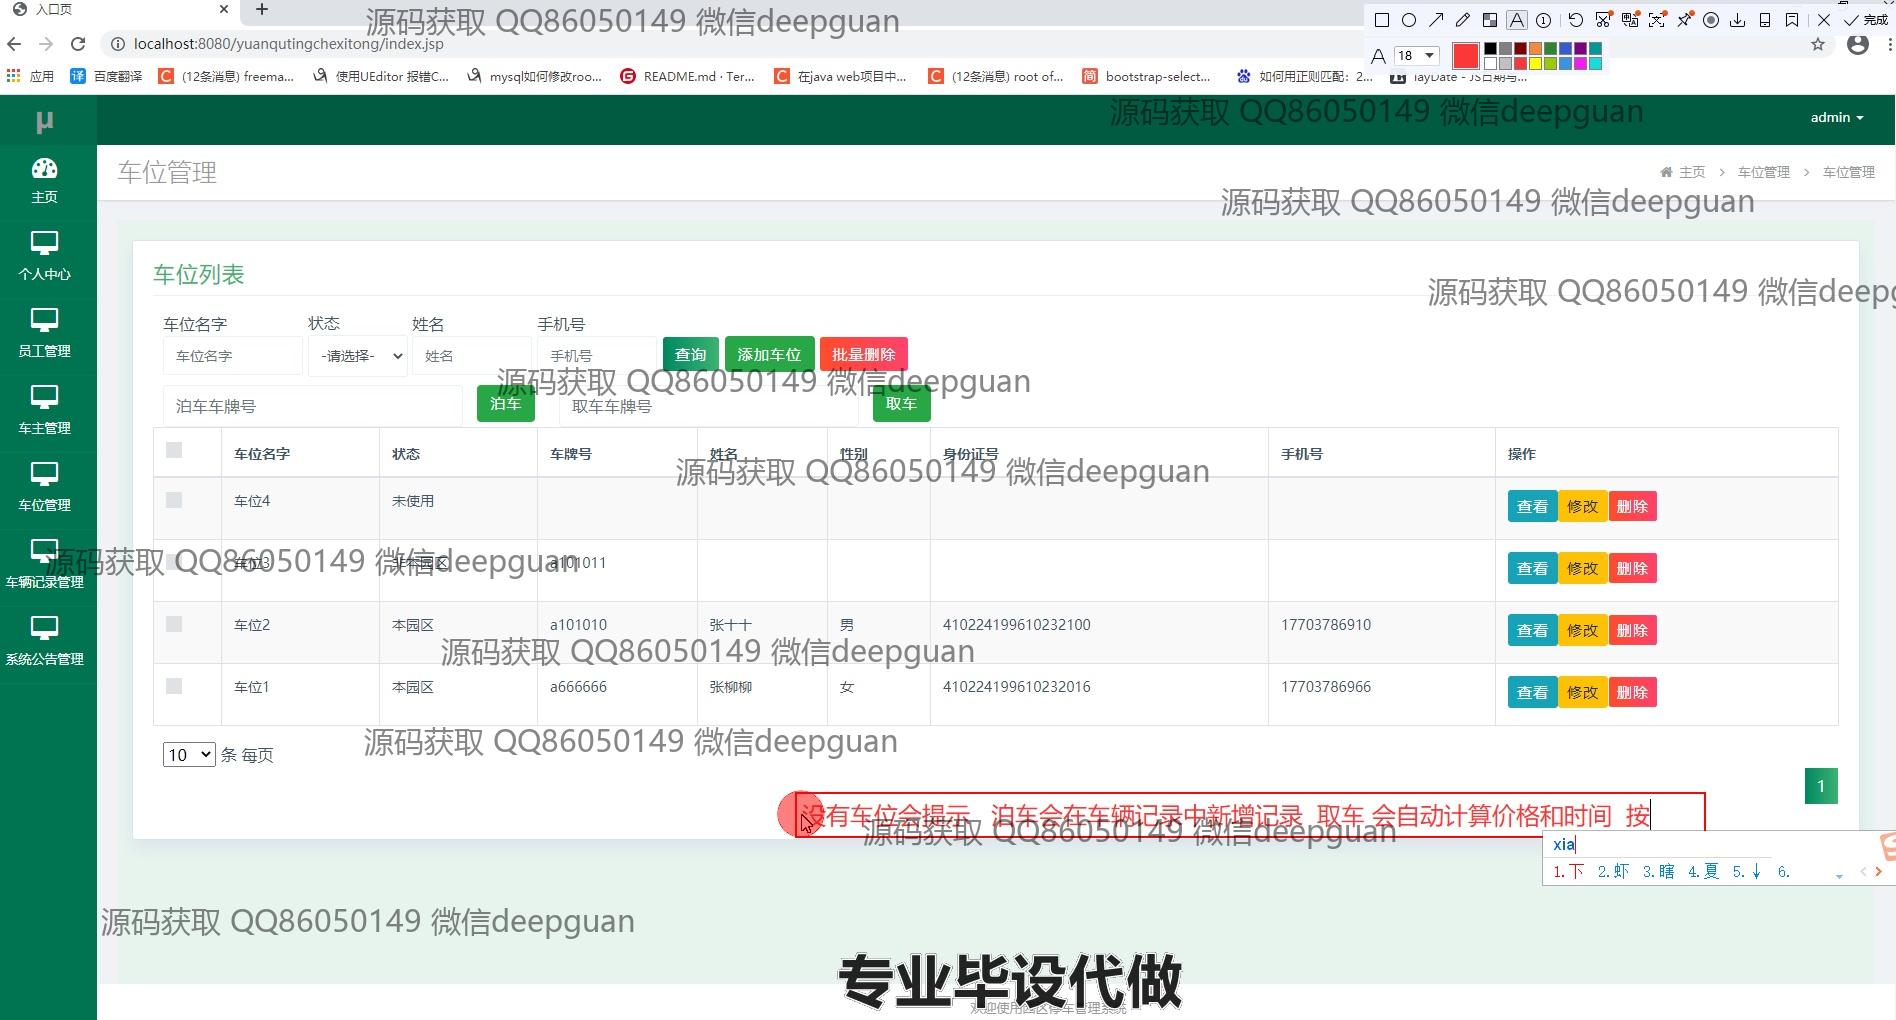 入口页
源码获取 QQ86050149 微信deepguan
18
完成
localhost:8080/yuanqutingchexitong/index.jsp
应用 百度翻译 (12条消息) freema... 使用UEditor 报错C... mysql如何修改roo... README.md · Ter... 在java web项目中... (12条消息) root of... bootstrap-select... 如何用正则匹配：2... layDate - JS日期与...
源码获取 QQ86050149 微信deepguan
μ
admin
车位管理
主页 > 车位管理 > 车位管理
源码获取 QQ86050149 微信deepguan
主页
个人中心
员工管理
车主管理
车位管理
车辆记录管理
系统公告管理
车位列表
源码获取 QQ86050149 微信deepg
车位名字 状态 姓名 手机号
车位名字 -请选择- 姓名 手机号 查询 添加车位 批量删除
源码获取 QQ86050149 微信deepguan
泊车车牌号 泊车 取车车牌号 取车
车位名字 状态 车牌号 姓名 性别 身份证号 手机号 操作
源码获取 QQ86050149 微信deepguan
车位4 未使用 查看 修改 删除
车位3 非本园区 a101011 查看 修改 删除
源码获取 QQ86050149 微信deepguan
车位2 本园区 a101010 张十十 男 410224199610232100 17703786910 查看 修改 删除
源码获取 QQ86050149 微信deepguan
车位1 本园区 a666666 张柳柳 女 410224199610232016 17703786966 查看 修改 删除
10 条 每页
源码获取 QQ86050149 微信deepguan
1
没有车位会提示 泊车会在车辆记录中新增记录 取车 会自动计算价格和时间 按
源码获取 QQ86050149 微信deepguan
xia
1.下 2.虾 3.瞎 4.夏 5.↓ 6.
源码获取 QQ86050149 微信deepguan
专业毕设代做
欢迎使用园区停车管理系统